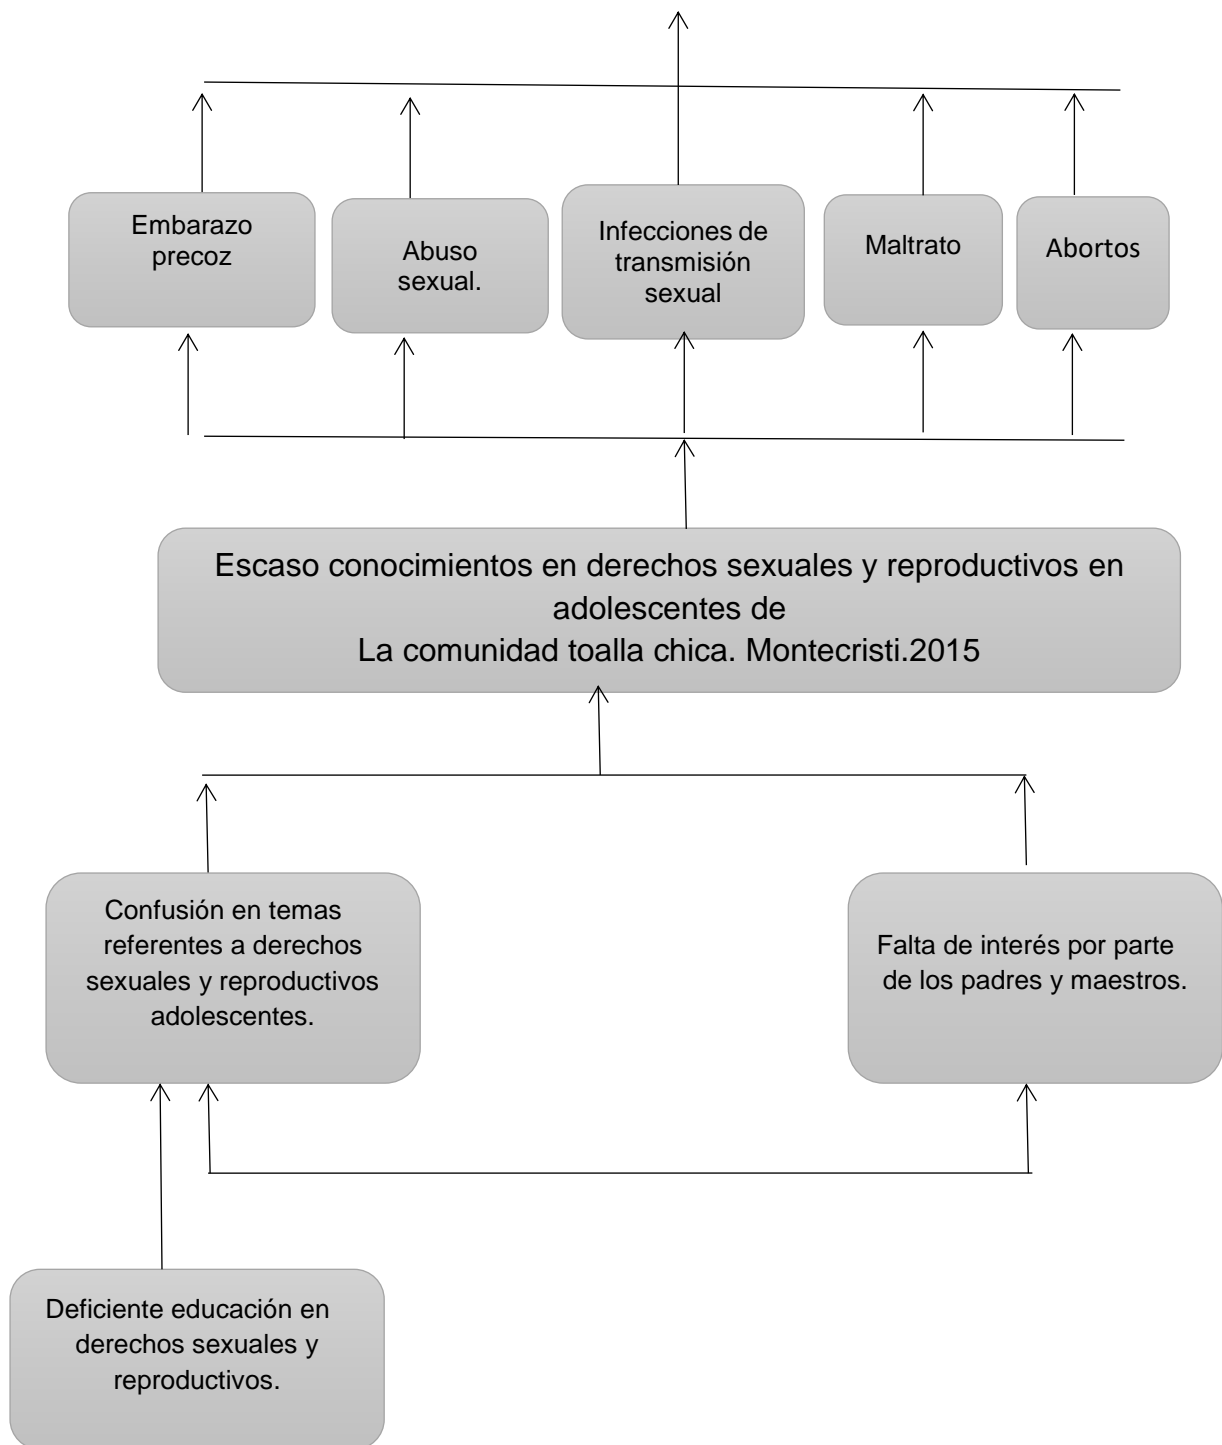 Embarazo
precoz
Abuso
sexual.
Infecciones de
transmisión
sexual
Maltrato
Abortos
Escaso conocimientos en derechos sexuales y reproductivos en
adolescentes de
La comunidad toalla chica. Montecristi.2015
Confusión en temas
referentes a derechos
sexuales y reproductivos
adolescentes.
Falta de interés por parte
de los padres y maestros.
Deficiente educación en
derechos sexuales y
reproductivos.